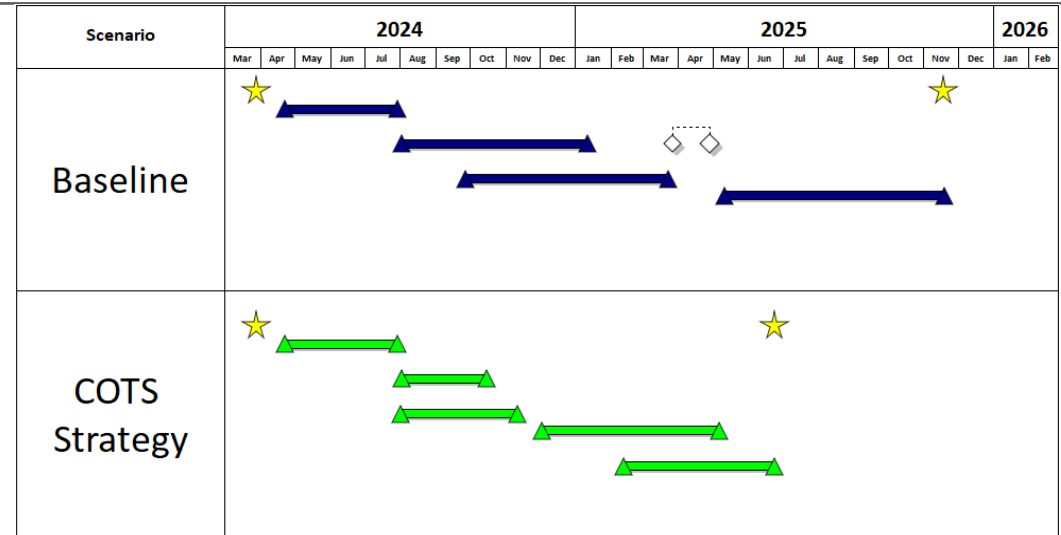 Scenario
2024
2025
2026
Mar Apr May Jun Jul Aug Sep Oct Nov Dec Jan Feb Mar Apr May Jun Jul Aug Sep Oct Nov Dec Jan Feb
Baseline
COTS
Strategy